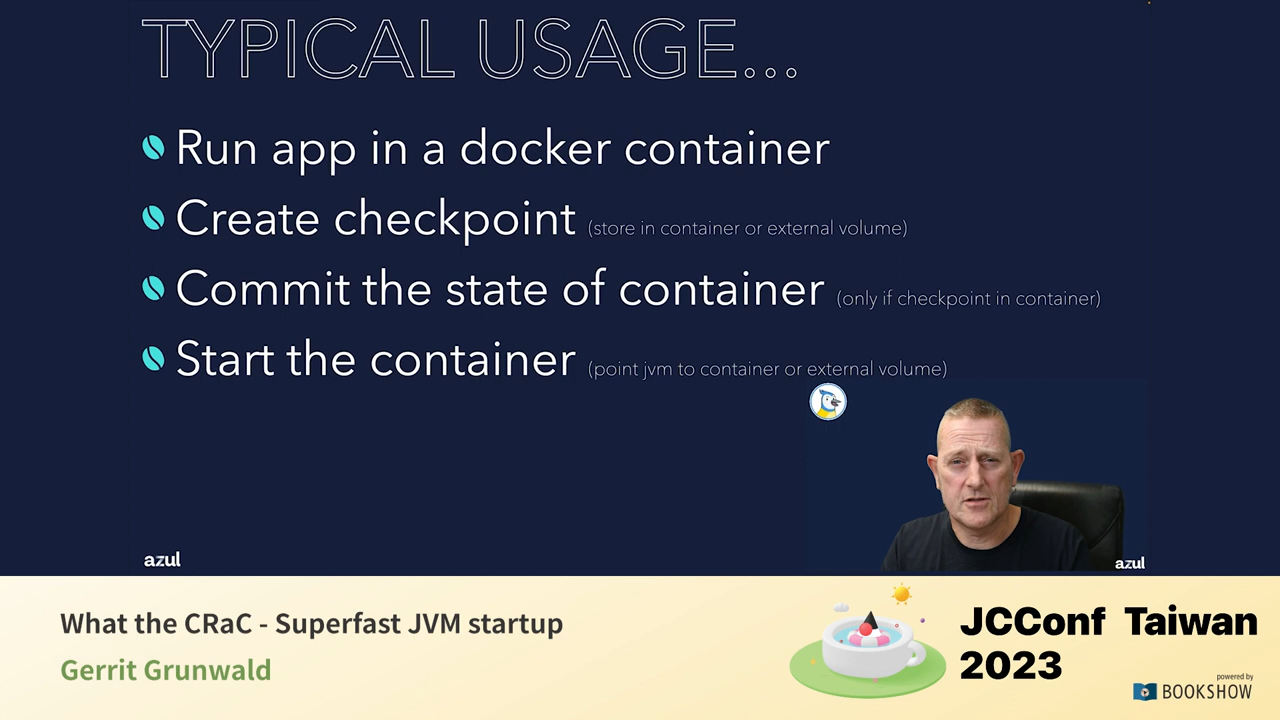 TYPICAL USAGE...
Run app in a docker container
Create checkpoint (store in container or external volume)
Commit the state of container (only if checkpoint in container)
Start the container (point jvm to container or external volume)
azul
azul
What the CRaC - Superfast JVM startup
Gerrit Grunwald
JCConf Taiwan
2023
powered by
BOOKSHOW